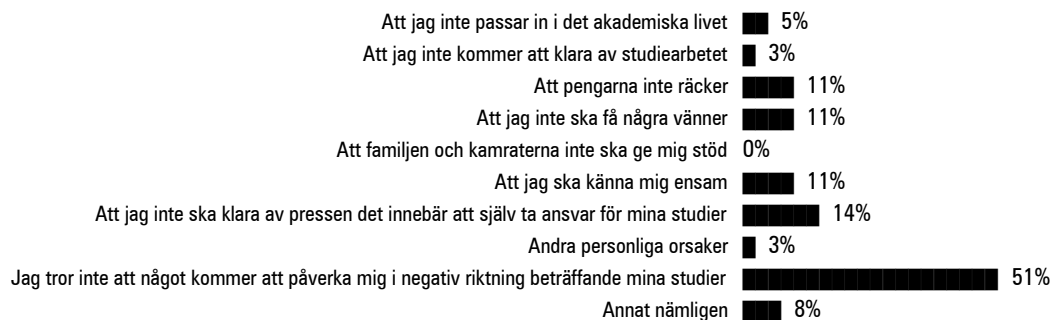 Att jag inte passar in i det akademiska livet 5%
Att jag inte kommer att klara av studiearbetet 3%
Att pengarna inte räcker 11%
Att jag inte ska få några vänner 11%
Att familjen och kamraterna inte ska ge mig stöd 0%
Att jag ska känna mig ensam 11%
Att jag inte ska klara av pressen det innebär att själv ta ansvar för mina studier 14%
Andra personliga orsaker 3%
Jag tror inte att något kommer att påverka mig i negativ riktning beträffande mina studier 51%
Annat nämligen 8%